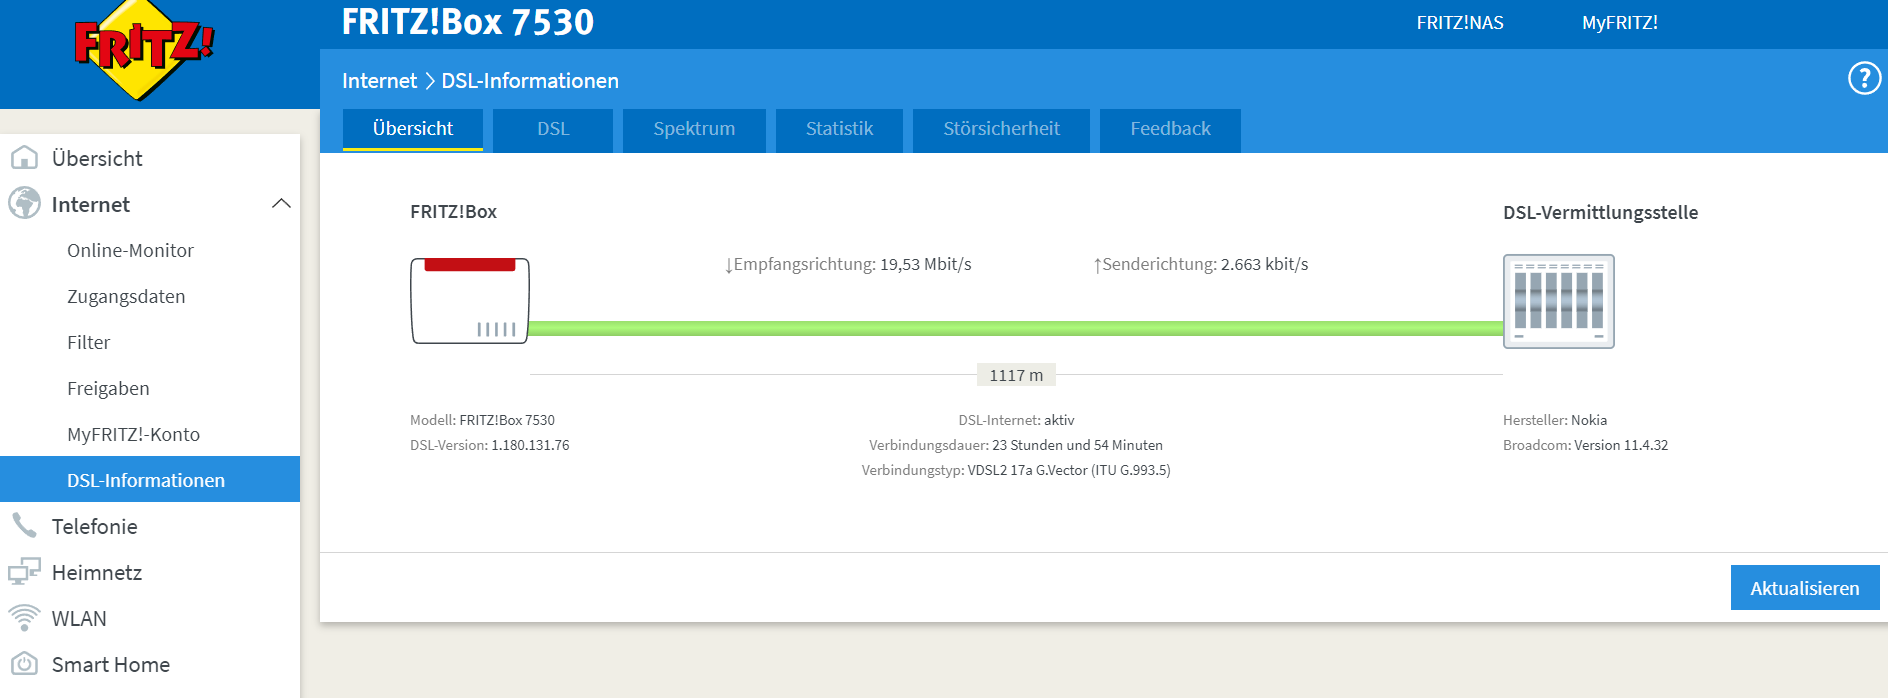 FRITZ!
FRITZ!Box 7530
FRITZ!NAS
MyFRITZ!
Internet > DSL-Informationen
?
Übersicht
DSL
Spektrum
Statistik
Störsicherheit
Feedback
Übersicht
Internet
Online-Monitor
Zugangsdaten
Filter
Freigaben
MyFRITZ!-Konto
DSL-Informationen
Telefonie
Heimnetz
WLAN
Smart Home
FRITZ!Box
DSL-Vermittlungsstelle
↓Empfangsrichtung: 19,53 Mbit/s
↑Senderichtung: 2.663 kbit/s
1117 m
Modell: FRITZ!Box 7530
DSL-Version: 1.180.131.76
DSL-Internet: aktiv
Verbindungsdauer: 23 Stunden und 54 Minuten
Verbindungstyp: VDSL2 17a G.Vector (ITU G.993.5)
Hersteller: Nokia
Broadcom: Version 11.4.32
Aktualisieren